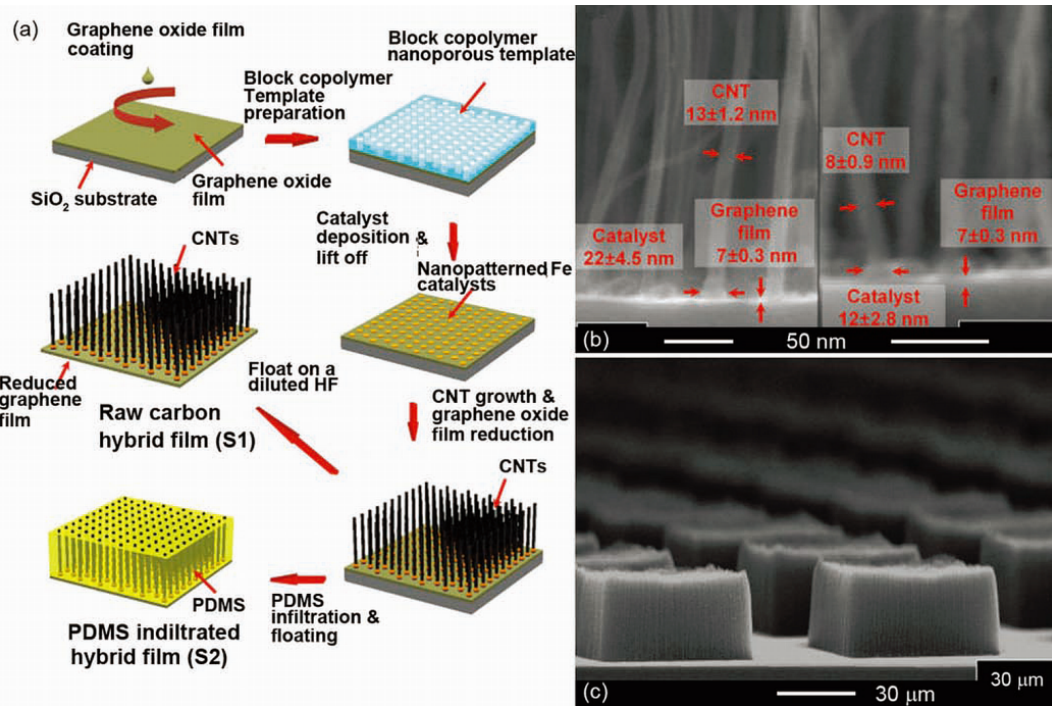 (a)
Graphene oxide film
coating
SiO2 substrate
Graphene oxide
film
Block copolymer
Template
preparation
Block copolymer
nanoporous template
Catalyst
deposition &
lift off
Nanopatterned Fe
catalysts
CNT growth &
graphene oxide
film reduction
CNTs
Float on a
diluted HF
CNTs
Reduced
graphene
film
Raw carbon
hybrid film (S1)
PDMS
infiltration &
floating
PDMS
PDMS indiltrated
hybrid film (S2)
CNT
13±1.2 nm
Catalyst
22±4.5 nm
Graphene
film
7±0.3 nm
CNT
8±0.9 nm
Graphene
film
7±0.3 nm
Catalyst
12±2.8 nm
(b)
50 nm
(c)
30 µm
30 µm